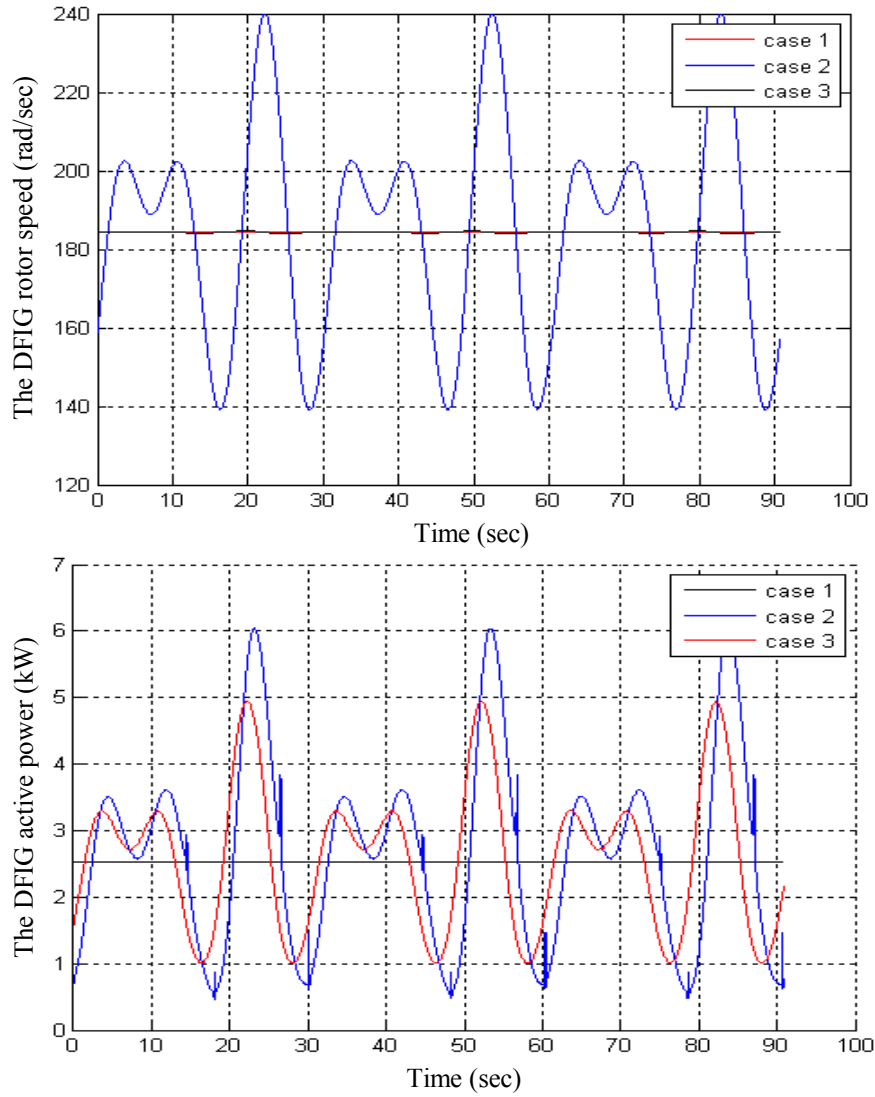 The DFIG rotor speed (rad/sec)
240
220
200
180
160
140
120
case 1
case 2
case 3
0 10 20 30 40 50 60 70 80 90 100
Time (sec)
The DFIG active power (kW)
7
6
5
4
3
2
1
0
case 1
case 2
case 3
0 10 20 30 40 50 60 70 80 90 100
Time (sec)